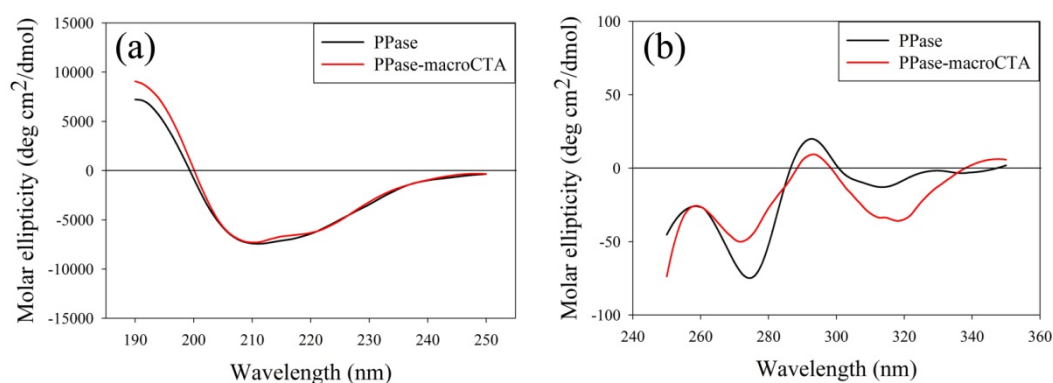 (a)
PPase
PPase-macroCTA
Molar ellipticity (deg cm²/dmol)
15000
10000
5000
0
-5000
-10000
-15000
190 200 210 220 230 240 250
Wavelength (nm)
(b)
PPase
PPase-macroCTA
Molar ellipticity (deg cm²/dmol)
100
50
0
-50
-100
240 260 280 300 320 340 360
Wavelength (nm)